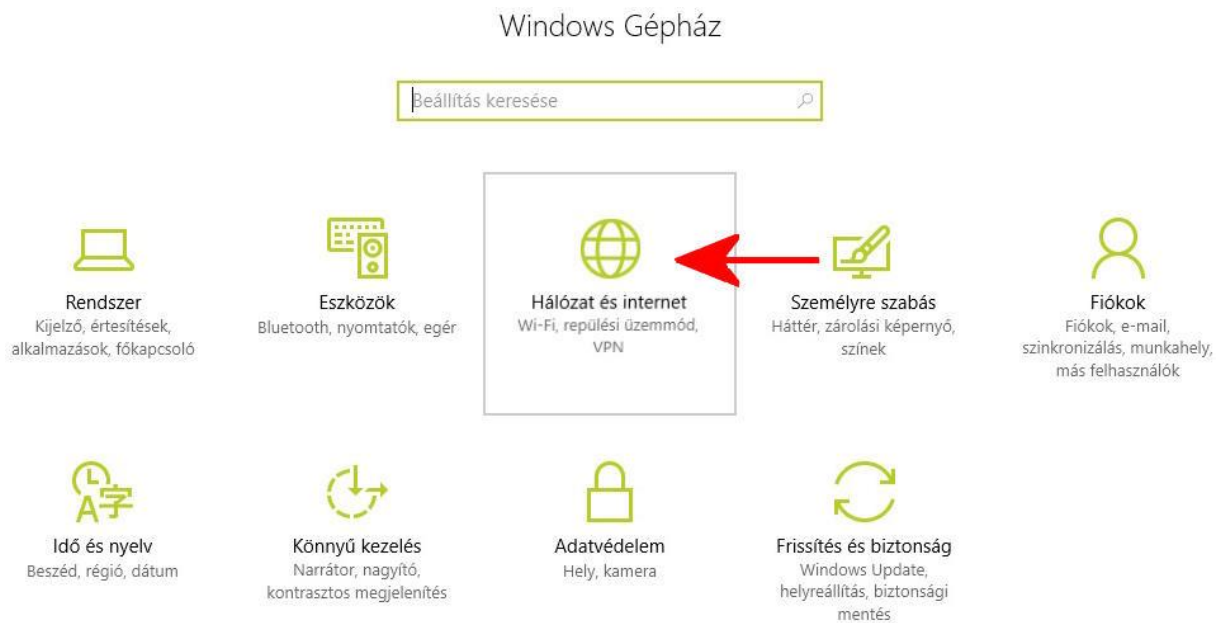 Windows Gépház
Beállítás keresése
Rendszer
Kijelző, értesítések,
alkalmazások, főkapcsoló
Eszközök
Bluetooth, nyomtatók, egér
Hálózat és internet
Wi-Fi, repülési üzemmód,
VPN
Személyre szabás
Háttér, zárolási képernyő,
színek
Fiókok
Fiókok, e-mail,
szinkronizálás, munkahely,
más felhasználók
A字
Idő és nyelv
Beszéd, régió, dátum
Könnyű kezelés
Narrátor, nagyító,
kontrasztos megjelenítés
Adatvédelem
Hely, kamera
Frissítés és biztonság
Windows Update,
helyreállítás, biztonsági
mentés